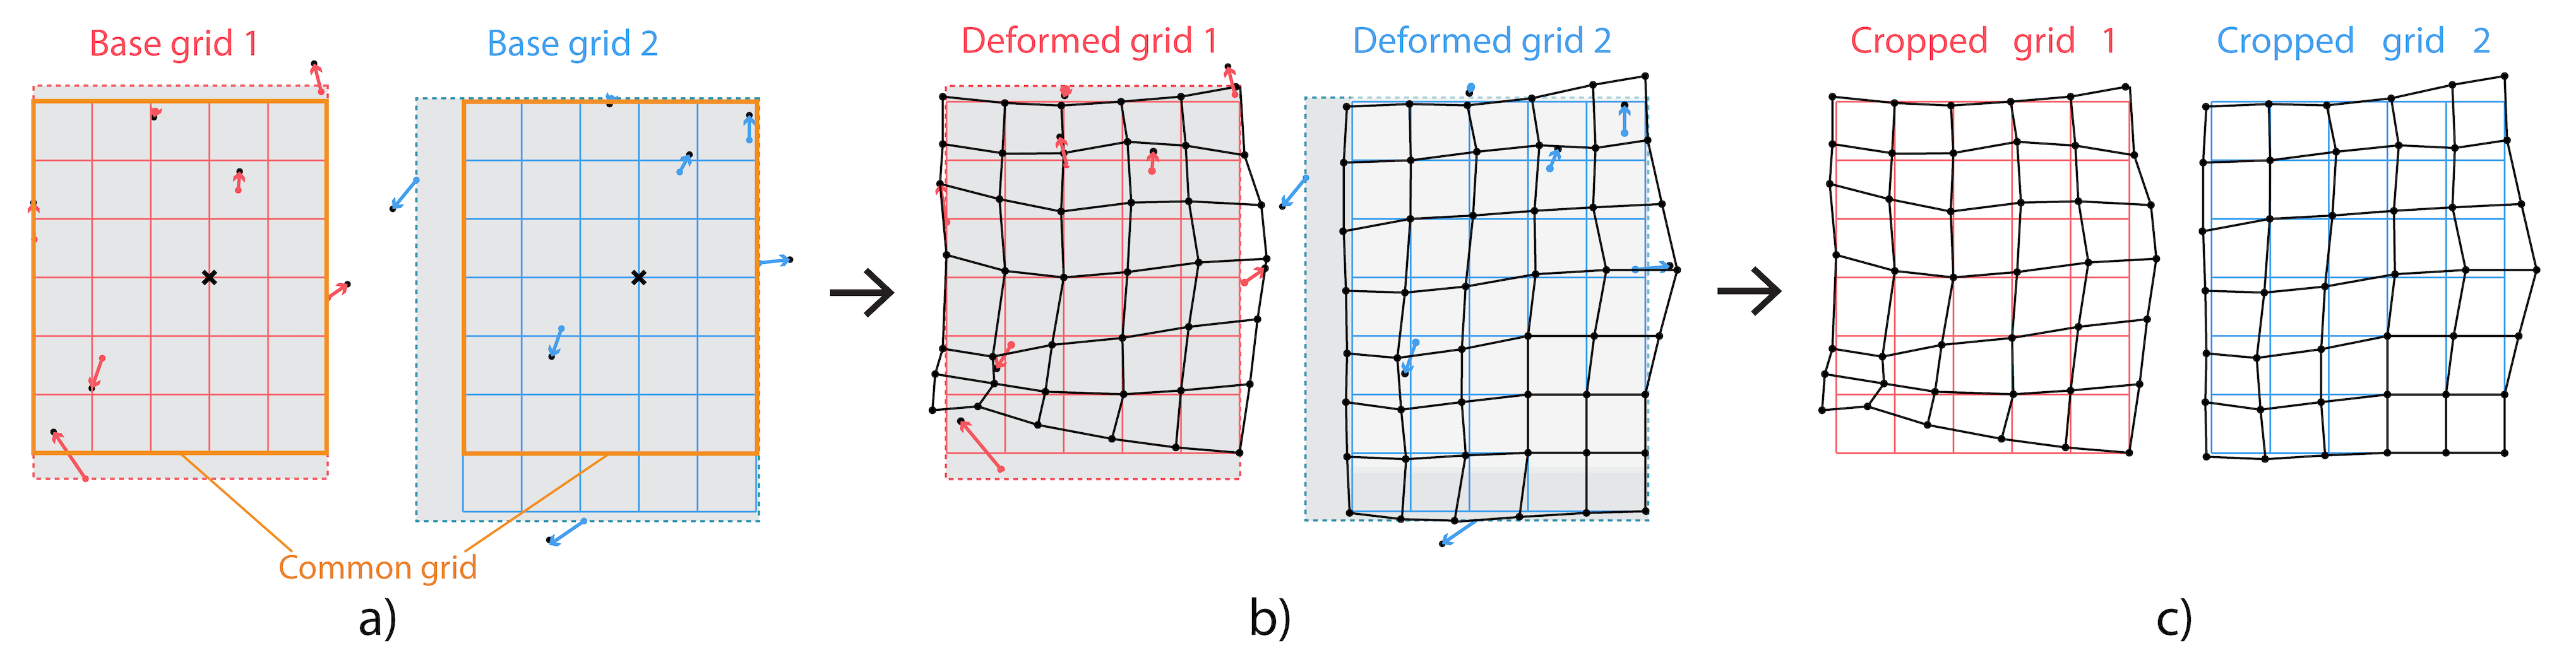 Base grid 1
Base grid 2
Deformed grid 1
Deformed grid 2
Cropped grid 1
Cropped grid 2
Common grid
a)
b)
c)